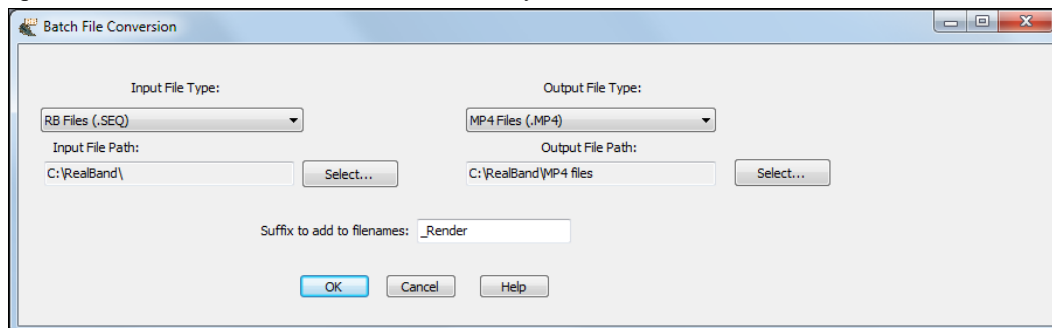 Batch File Conversion
Input File Type:
Output File Type:
RB Files (.SEQ)
MP4 Files (.MP4)
Input File Path:
Output File Path:
C:\RealBand\
Select...
C:\RealBand\MP4 files
Select...
Suffix to add to filenames: _Render
OK Cancel Help